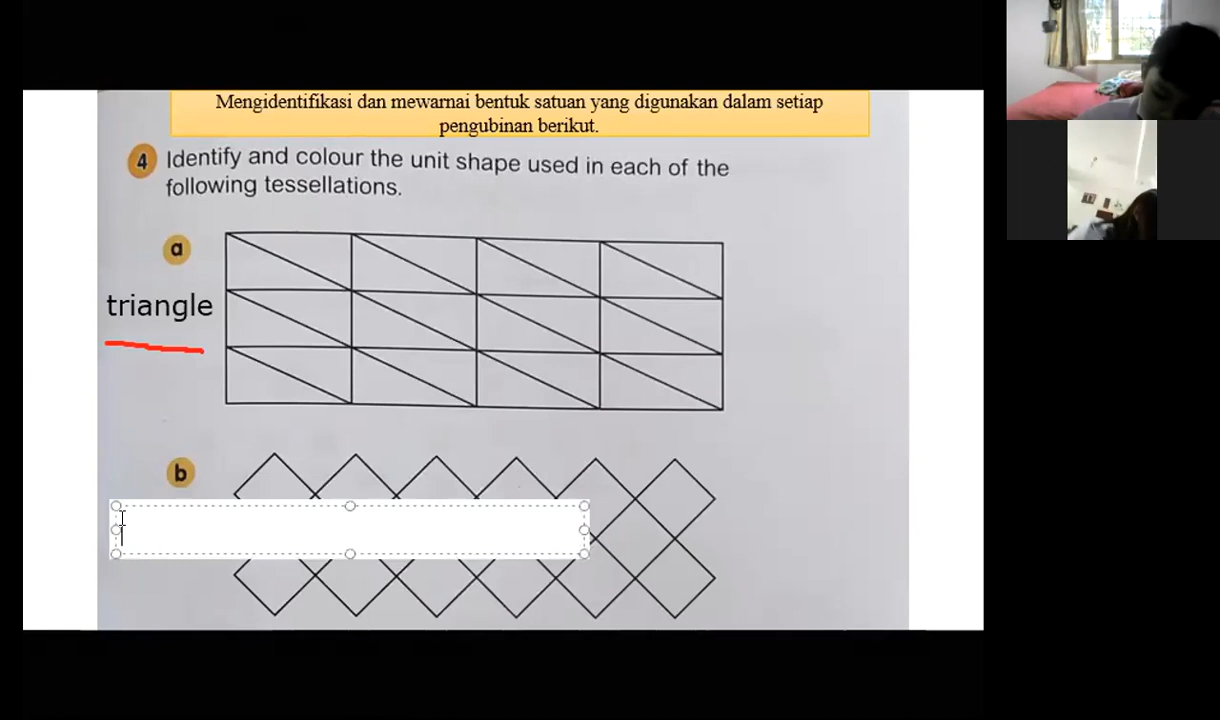 Mengidentifikasi dan mewarnai bentuk satuan yang digunakan dalam setiap
pengubinan berikut.
4 Identify and colour the unit shape used in each of the
following tessellations.
a
triangle
b